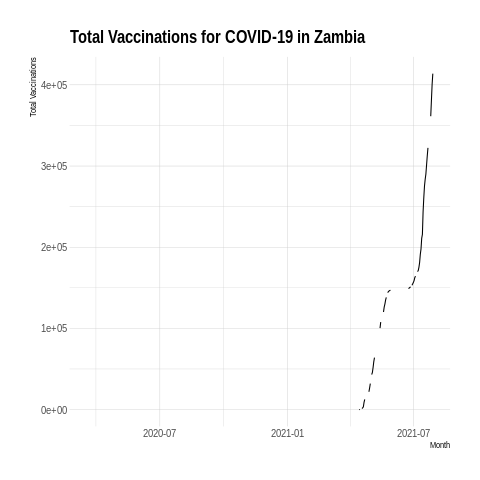 Total Vaccinations for COVID-19 in Zambia
Total Vaccinations
4e+05
3e+05
2e+05
1e+05
0e+00
2020-07
2021-01
2021-07
Month